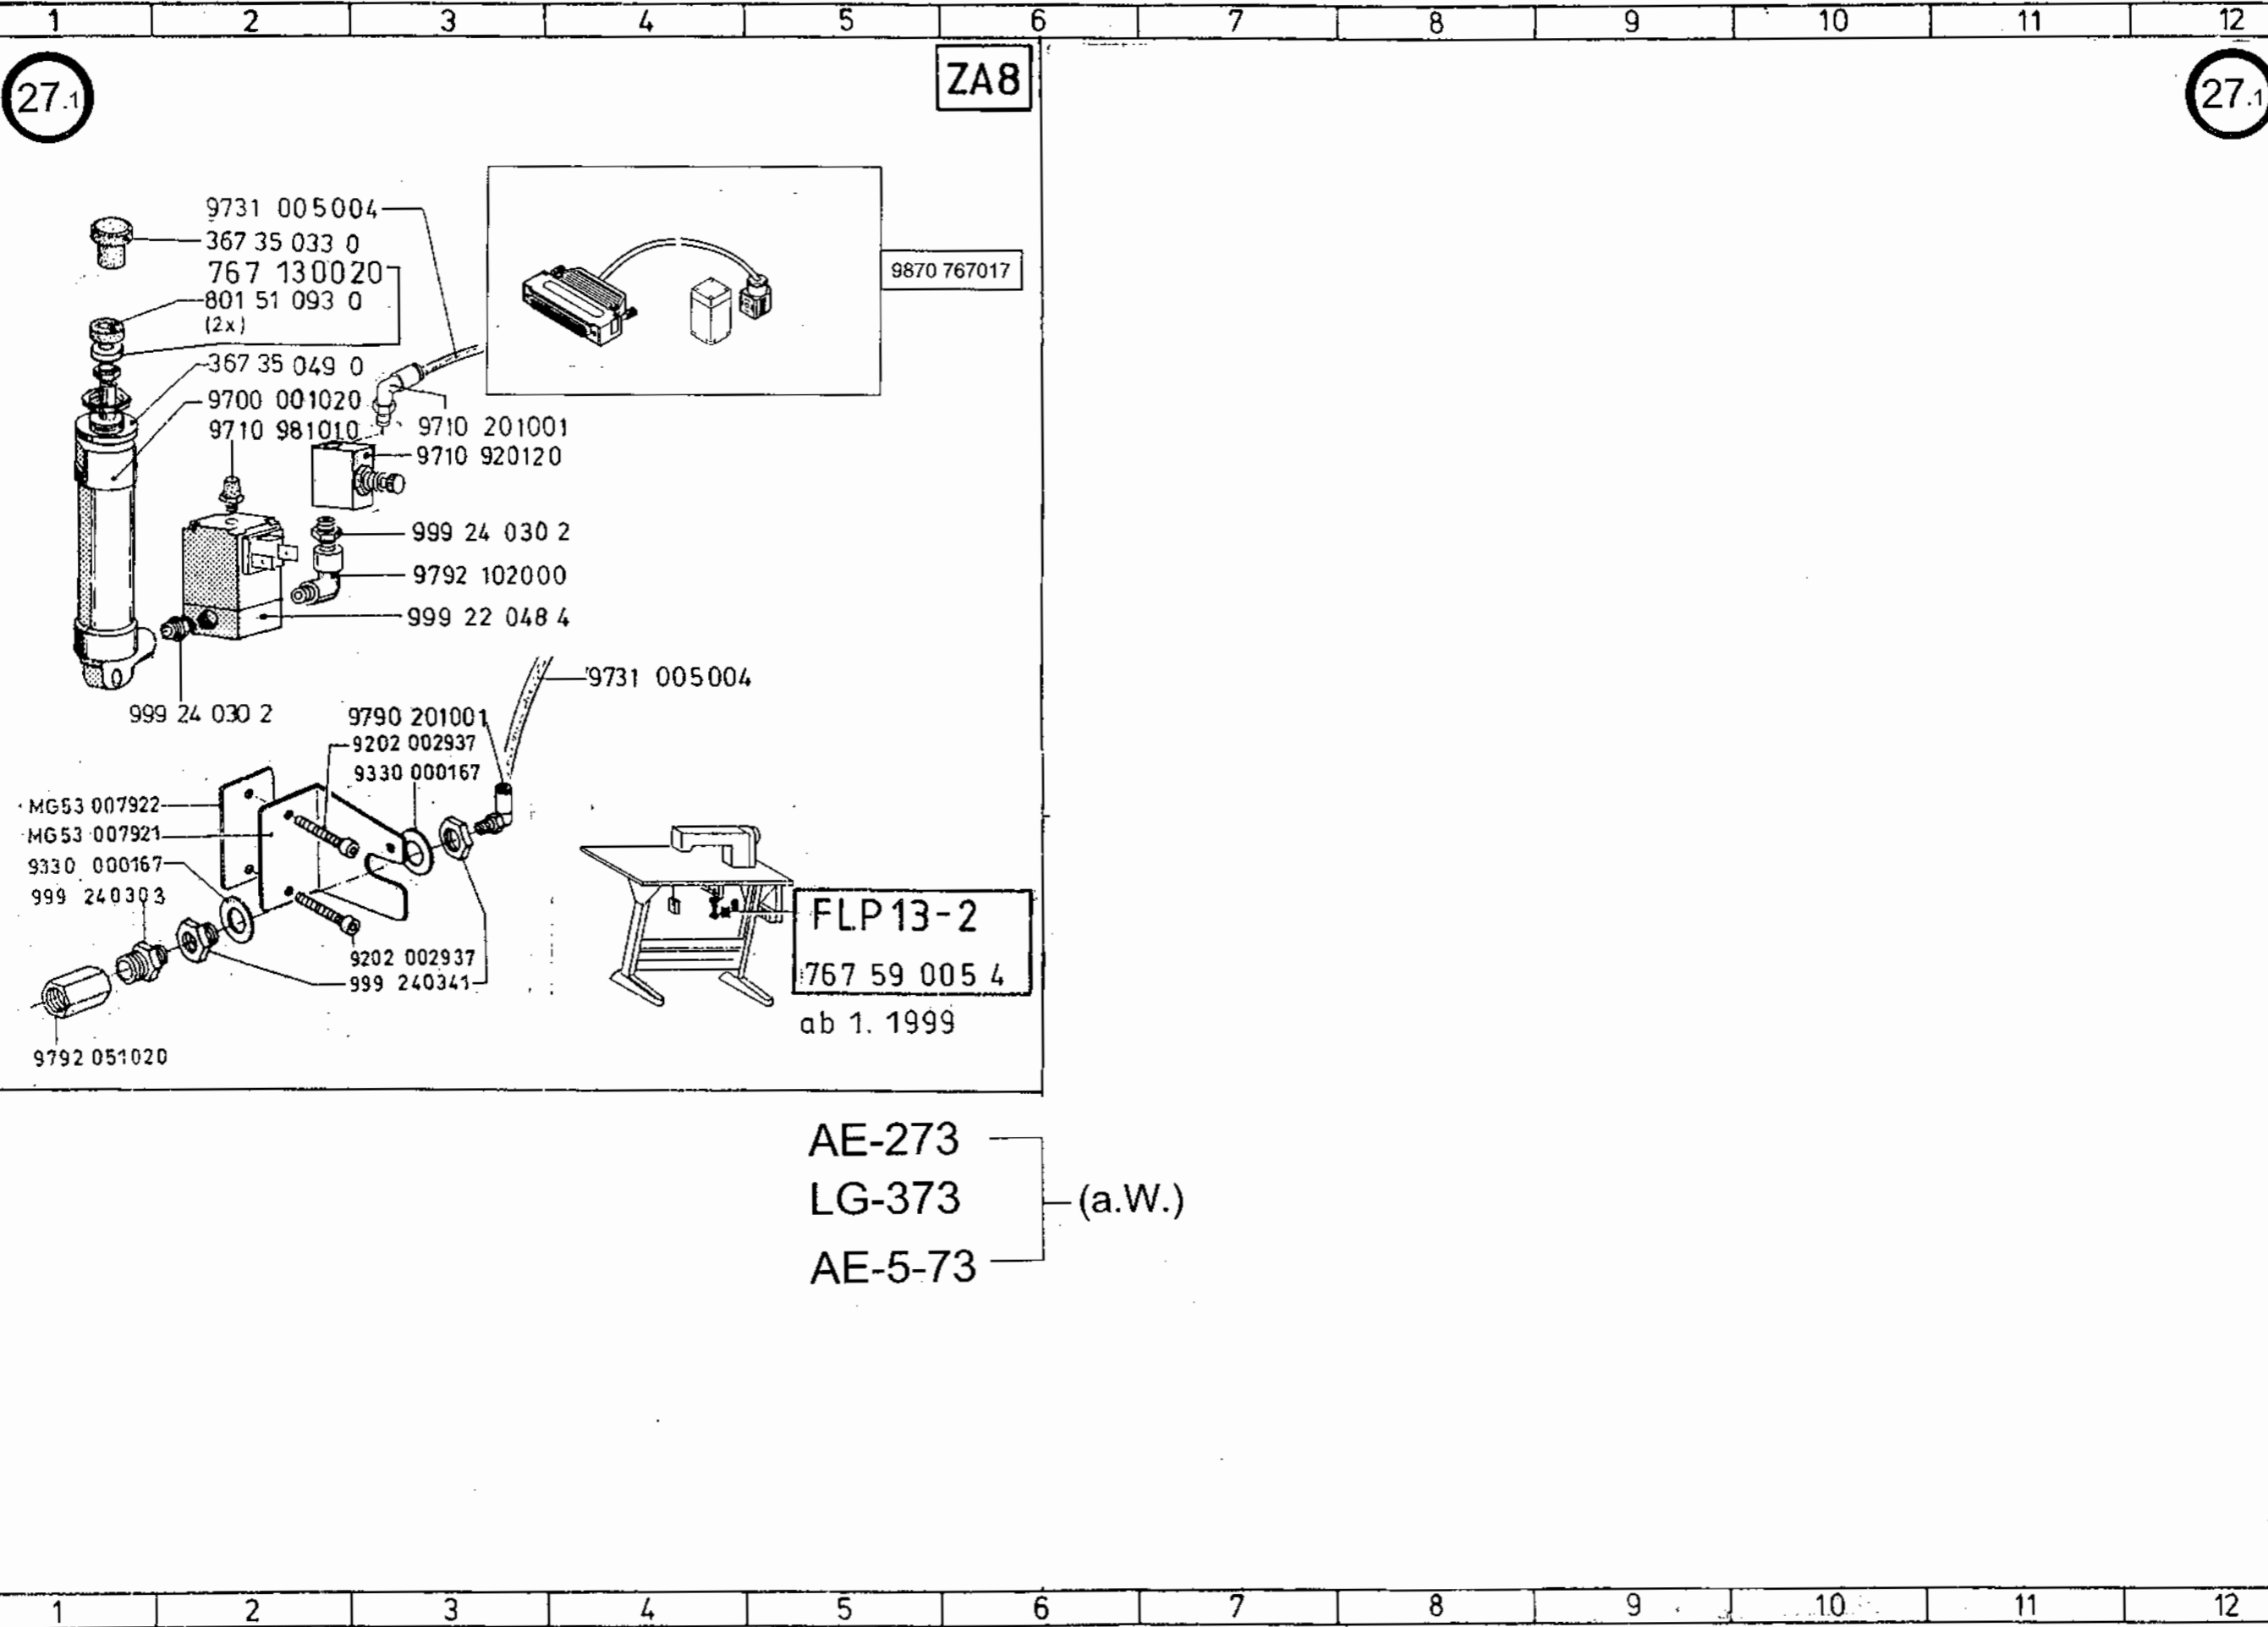 1 2 3 4 5 6 7 8 9 10 11 12
27.1
ZA8
27.1
9731 005004
367 35 033 0
767 130020
801 51 093 0
(2x)
367 35 049 0
9700 001020
9710 981010
9870 767017
9710 201001
9710 920120
999 24 030 2
9792 102000
999 22 048 4
999 24 030 2
9731 005004
9790 201001
9202 002937
9330 000167
MG53 007922
MG53 007921
9330 000167
999 240303
9202 002937
999 240341
9792 051020
FLP 13-2
767 59 005 4
ab 1. 1999
AE-273
LG-373
AE-5-73
(a.W.)
1 2 3 4 5 6 7 8 9 10 11 12